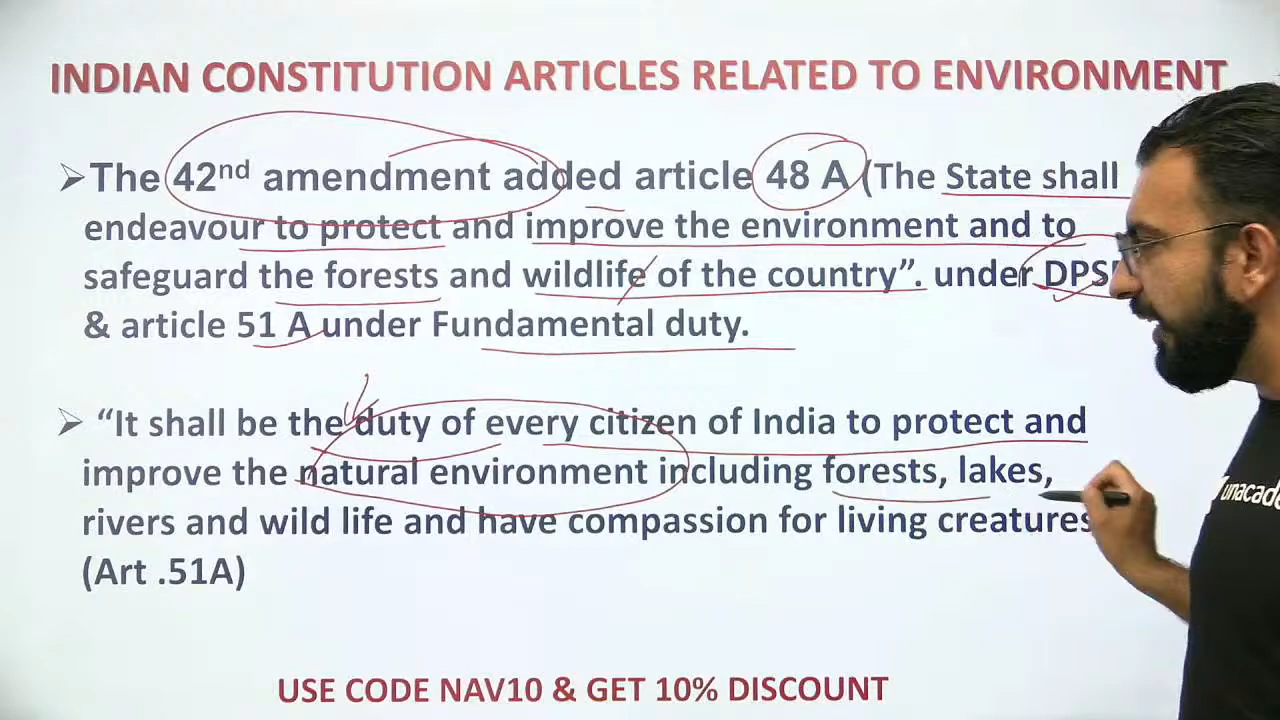 INDIAN CONSTITUTION ARTICLES RELATED TO ENVIRONMENT
➢The 42nd amendment added article 48 A (The State shall
endeavour to protect and improve the environment and to
safeguard the forests and wildlife of the country”. under DPSP
& article 51 A under Fundamental duty.
➢ “It shall be the duty of every citizen of India to protect and
improve the natural environment including forests, lakes,
rivers and wild life and have compassion for living creatures
(Art .51A)
unacade
USE CODE NAV10 & GET 10% DISCOUNT